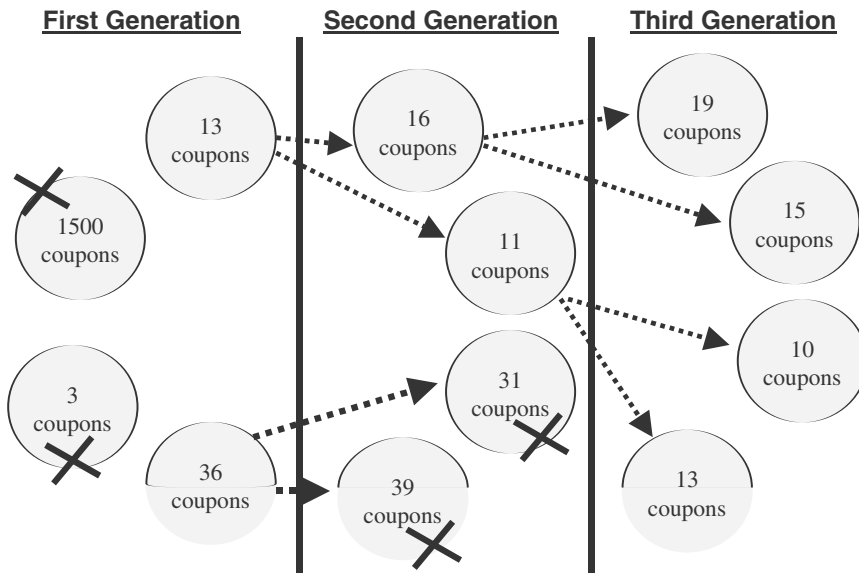 First Generation
Second Generation
Third Generation
13
coupons
1500
coupons
3
coupons
36
coupons
16
coupons
11
coupons
31
coupons
39
coupons
19
coupons
15
coupons
10
coupons
13
coupons